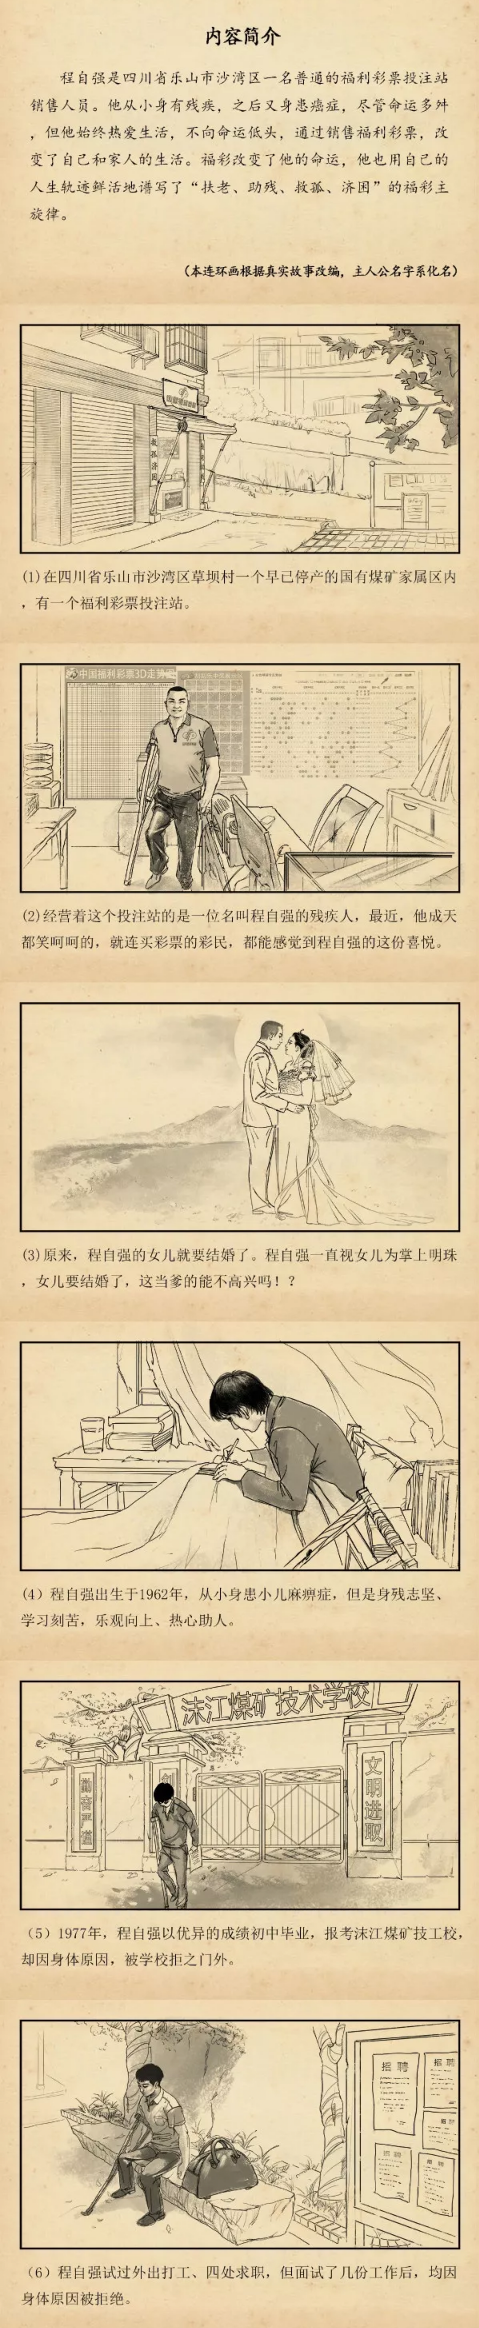 内容简介
程自强是四川省乐山市沙湾区一名普通的福利彩票投注站
销售人员。他从小身有残疾，之后又身患癌症，尽管命运多舛
，但他始终热爱生活，不向命运低头，通过销售福利彩票，改
变了自己和家人的生活。福彩改变了他的命运，他也用自己的
人生轨迹鲜活地谱写了“扶老、助残、救孤、济困”的福彩主
旋律。
（本连环画根据真实故事改编，主人公名字系化名）
救孤济困
(1)在四川省乐山市沙湾区草坝村一个早已停产的国有煤矿家属区内
，有一个福利彩票投注站。
中国福利彩票3D走势图
(2)经营着这个投注站的是一位名叫程自强的残疾人，最近，他成天
都笑呵呵的，就连买彩票的彩民，都能感觉到程自强的这份喜悦。
(3)原来，程自强的女儿就要结婚了。程自强一直视女儿为掌上明珠
，女儿要结婚了，这当爹的能不高兴吗！？
(4）程自强出生于1962年，从小身患小儿麻痹症，但是身残志坚、
学习刻苦，乐观向上、热心助人。
沫江煤矿技术学校
文明进取
（5）1977年，程自强以优异的成绩初中毕业，报考沫江煤矿技工校，
却因身体原因，被学校拒之门外。
招聘
招聘
招聘
招聘
（6）程自强试过外出打工、四处求职，但面试了几份工作后，均因
身体原因被拒绝。